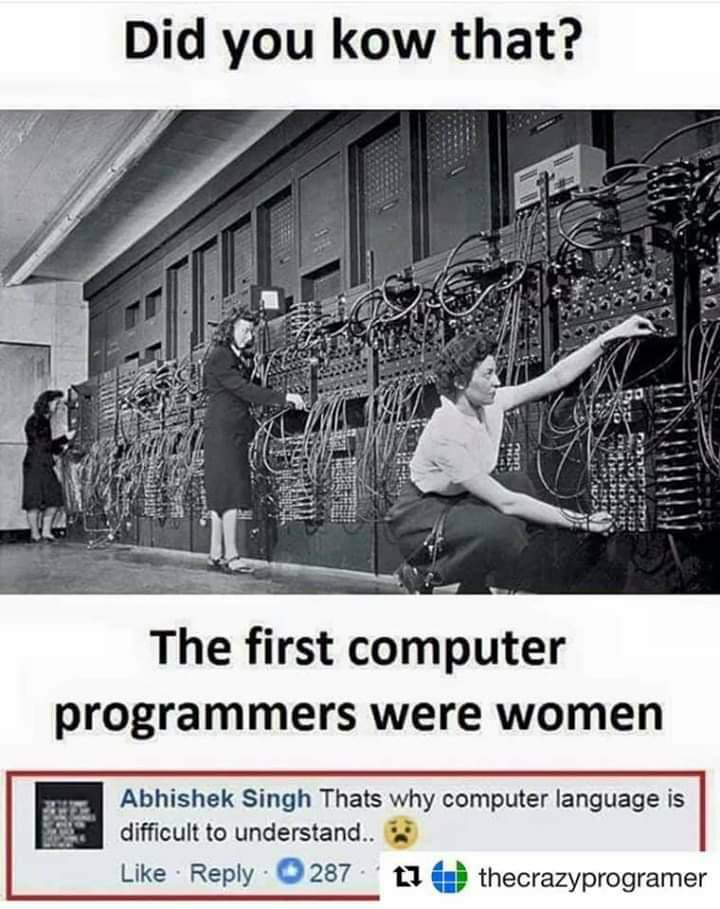 Did you kow that?
The first computer
programmers were women
Abhishek Singh Thats why computer language is
difficult to understand.. 😟
Like · Reply · 287 ·
thecrazyprogramer